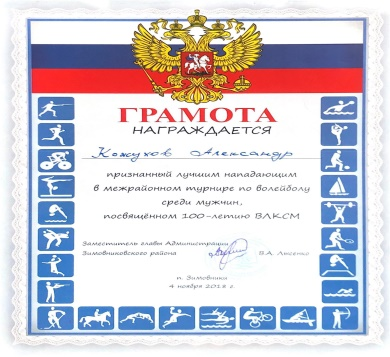 ГРАМОТА
НАГРАЖДАЕТСЯ
Кожухов Александр
признанный лучшим нападающим
в межрайонном турнире по волейболу
среди мужчин,
посвящённом 100-летию ВЛКСМ
Заместитель главы Администрации
Зимовниковского района В.А. Лысенко
п. Зимовники
4 ноября 2018 г.